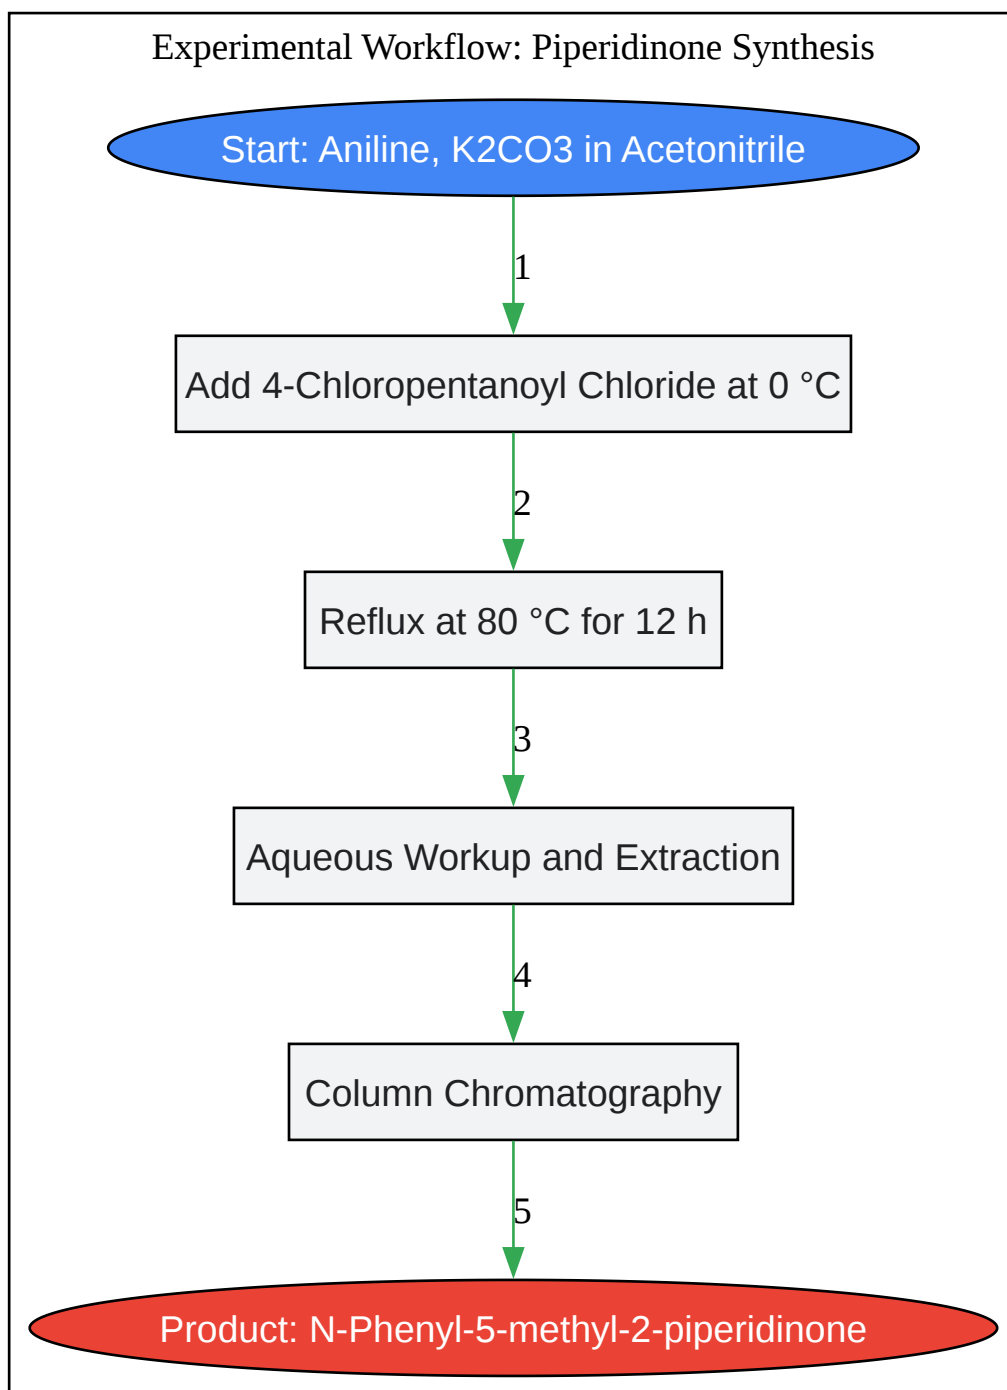 Experimental Workflow: Piperidinone Synthesis
Start: Aniline, K2CO3 in Acetonitrile
1
Add 4-Chloropentanoyl Chloride at 0 °C
2
Reflux at 80 °C for 12 h
3
Aqueous Workup and Extraction
4
Column Chromatography
5
Product: N-Phenyl-5-methyl-2-piperidinone